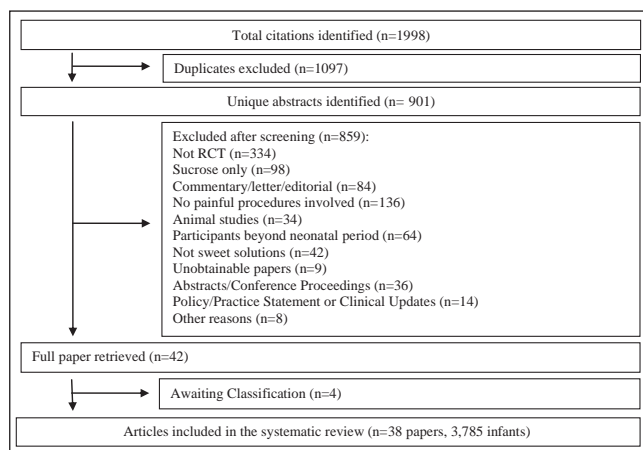 Total citations identified (n=1998)
Duplicates excluded (n=1097)
Unique abstracts identified (n= 901)
Excluded after screening (n=859):
Not RCT (n=334)
Sucrose only (n=98)
Commentary/letter/editorial (n=84)
No painful procedures involved (n=136)
Animal studies (n=34)
Participants beyond neonatal period (n=64)
Not sweet solutions (n=42)
Unobtainable papers (n=9)
Abstracts/Conference Proceedings (n=36)
Policy/Practice Statement or Clinical Updates (n=14)
Other reasons (n=8)
Full paper retrieved (n=42)
Awaiting Classification (n=4)
Articles included in the systematic review (n=38 papers, 3,785 infants)